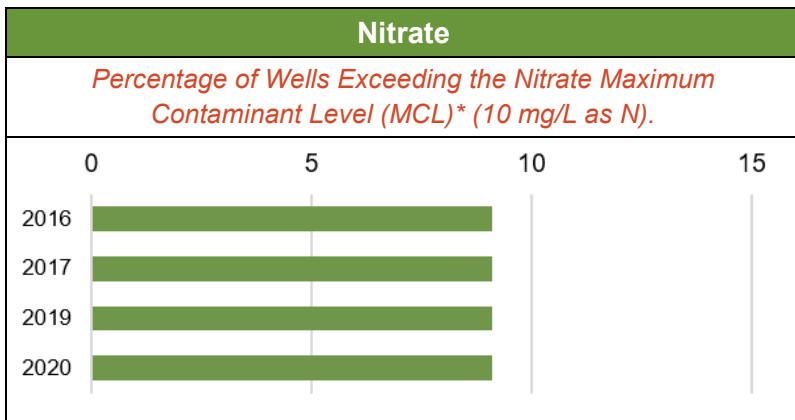 Nitrate
Percentage of Wells Exceeding the Nitrate Maximum
Contaminant Level (MCL)* (10 mg/L as N).
0 5 10 15
2016
2017
2019
2020